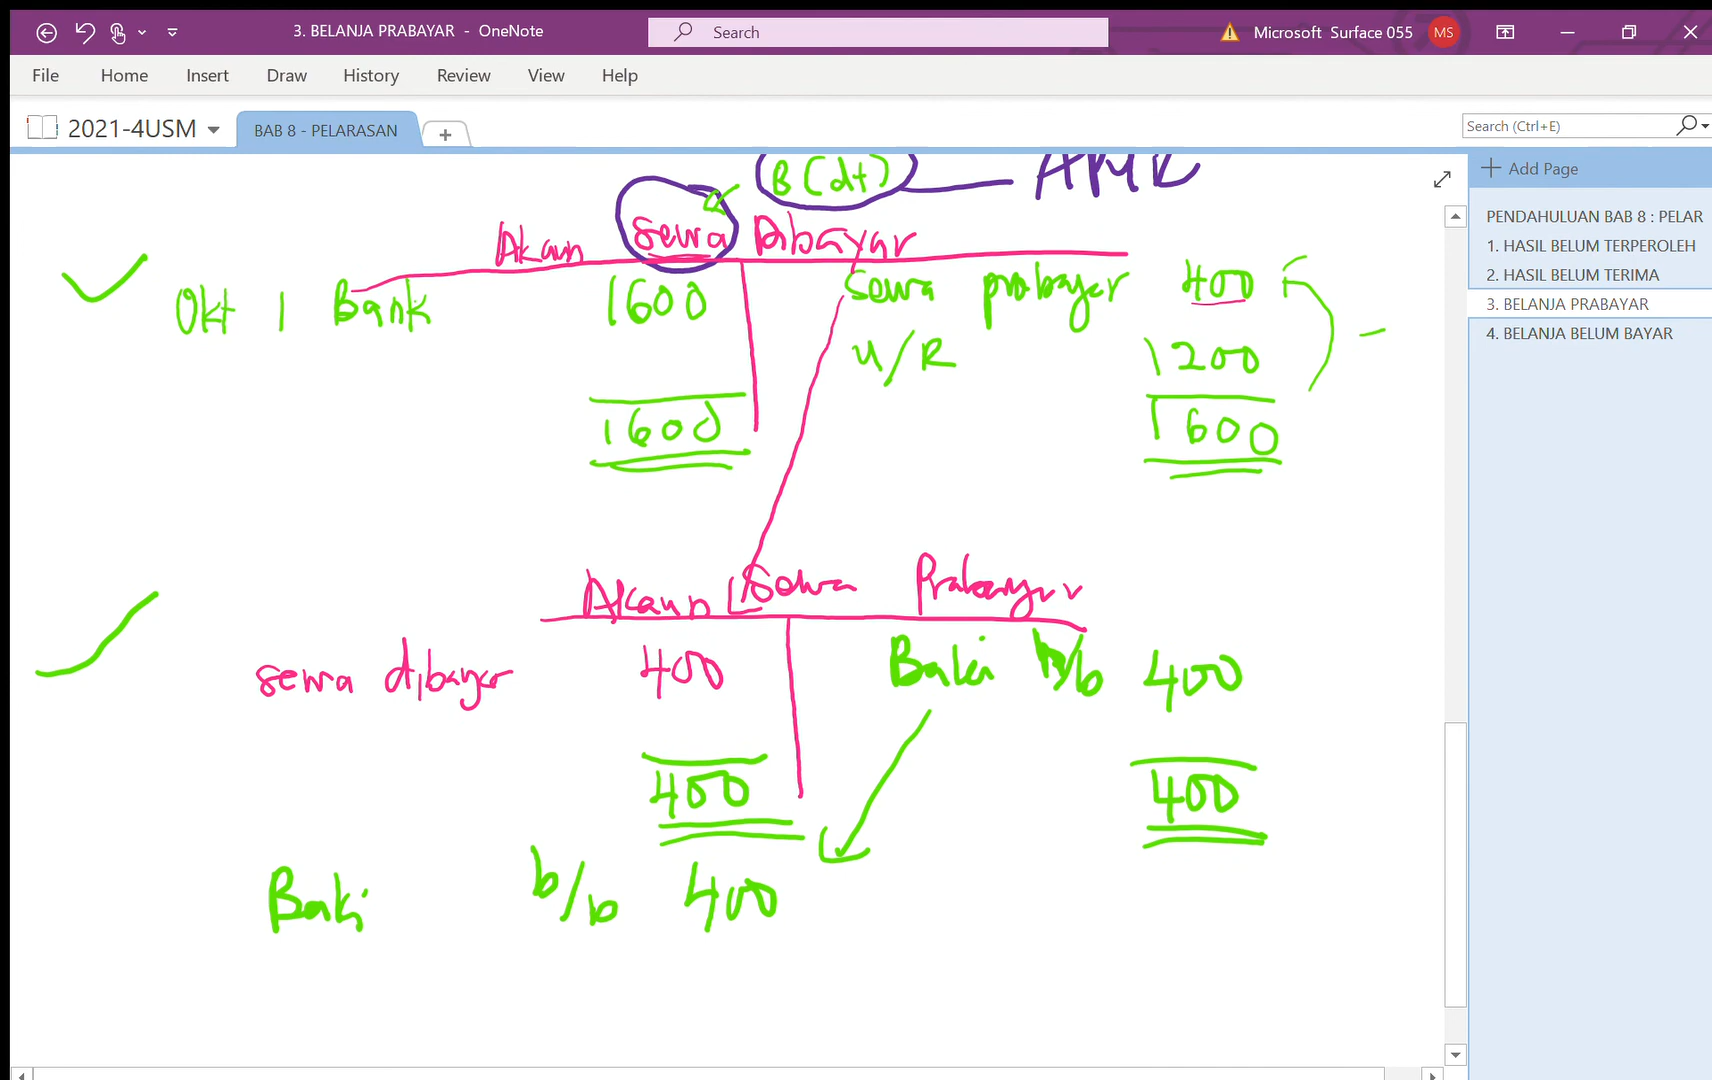 3. BELANJA PRABAYAR - OneNote
Search
Microsoft Surface 055
MS
File Home Insert Draw History Review View Help
2021-4USM
BAB 8 - PELARASAN
+
Search (Ctrl+E)
Add Page
PENDAHULUAN BAB 8 : PELAR
1. HASIL BELUM TERPEROLEH
2. HASIL BELUM TERIMA
3. BELANJA PRABAYAR
4. BELANJA BELUM BAYAR
B (dt)
Akaun Sewa Dibayar
Okt 1 Bank 1600 Sewa prabayar 400
U/R 1200
1600 1600
Akaun Sewa Prabayar
sewa dibayar 400 Baki b/b 400
400 400
Baki b/b 400